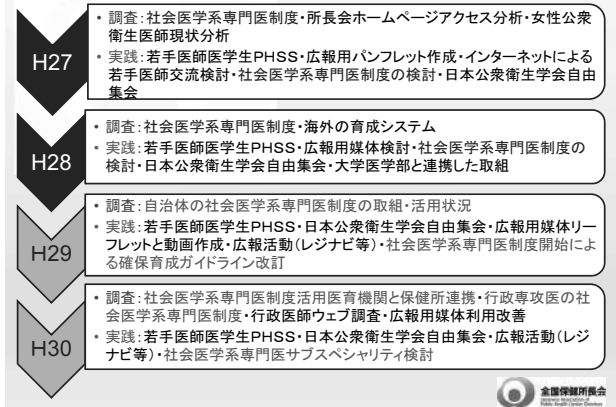 H27
・調査：社会医学系専門医制度・所長会ホームページアクセス分析・女性公衆
衛生医師現状分析
・実践：若手医師医学生PHSS・広報用パンフレット作成・インターネットによる
若手医師交流検討・社会医学系専門医制度の検討・日本公衆衛生学会自由
集会
H28
・調査：社会医学系専門医制度・海外の育成システム
・実践：若手医師医学生PHSS・広報用媒体検討・社会医学系専門医制度の
検討・日本公衆衛生学会自由集会・大学医学部と連携した取組
H29
・調査：自治体の社会医学系専門医制度の取組・活用状況
・実践：若手医師医学生PHSS・日本公衆衛生学会自由集会・広報用媒体リー
フレットと動画作成・広報活動（レジナビ等）・社会医学系専門医制度開始によ
る確保育成ガイドライン改訂
H30
・調査：社会医学系専門医制度活用医育機関と保健所連携・行政専攻医の社
会医学系専門医制度・行政医師ウェブ調査・広報用媒体利用改善
・実践：若手医師医学生PHSS・日本公衆衛生学会自由集会・広報活動（レジ
ナビ等）・社会医学系専門医サブスペシャリティ検討
全国保健所長会
Japanese Association of
Public Health Center Directors